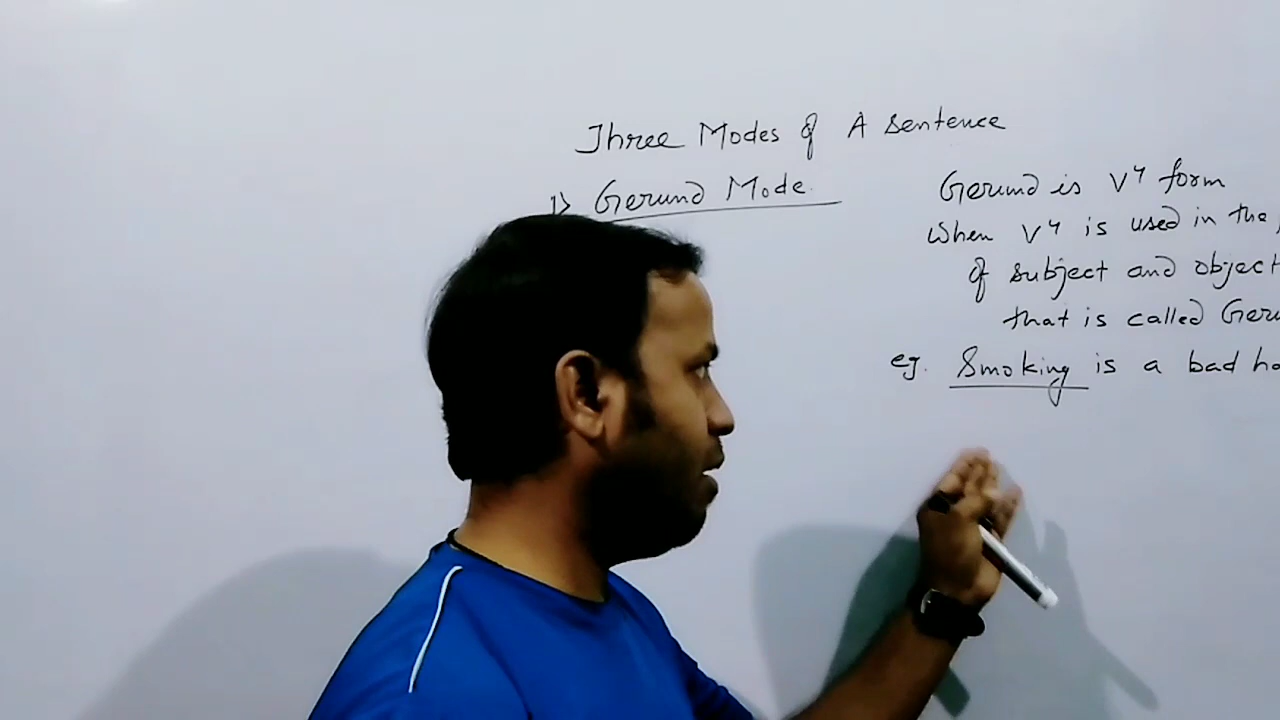 Three Modes of A sentence
1> Gerund Mode.
Gerund is V4 form
When V4 is used in the
of subject and object
that is called
eg. Smoking is a bad